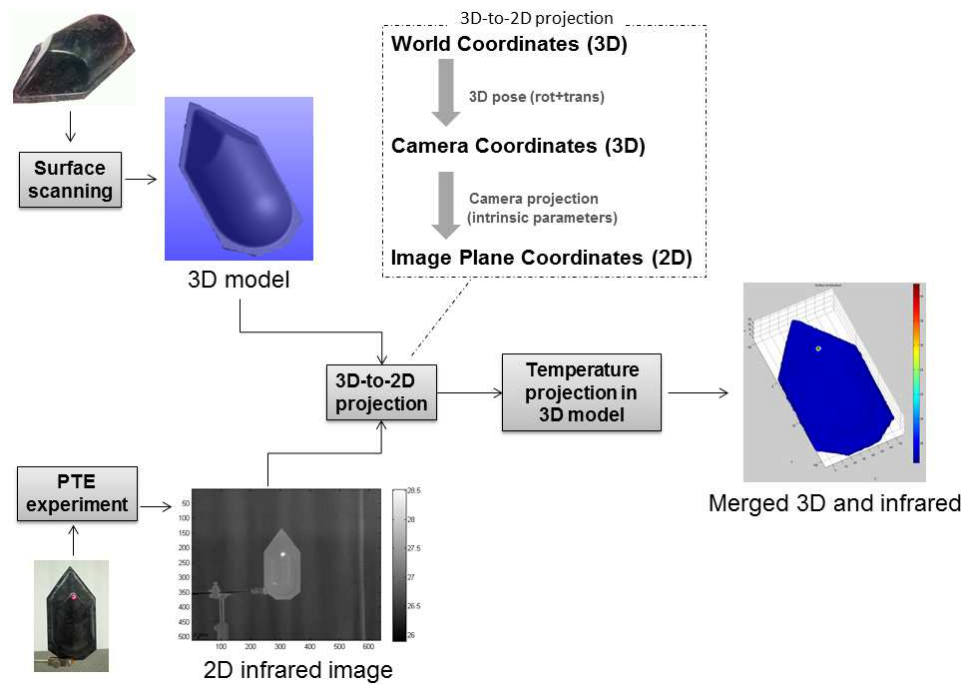 3D-to-2D projection
World Coordinates (3D)
3D pose (rot+trans)
Camera Coordinates (3D)
Camera projection
(intrinsic parameters)
Image Plane Coordinates (2D)
Surface
scanning
3D model
3D-to-2D
projection
Temperature
projection in
3D model
Merged 3D and infrared
PTE
experiment
50
100
150
200
250
300
350
400
450
500
100
200
300
400
500
600
28.5
28
27.5
27
26.5
26
2D infrared image